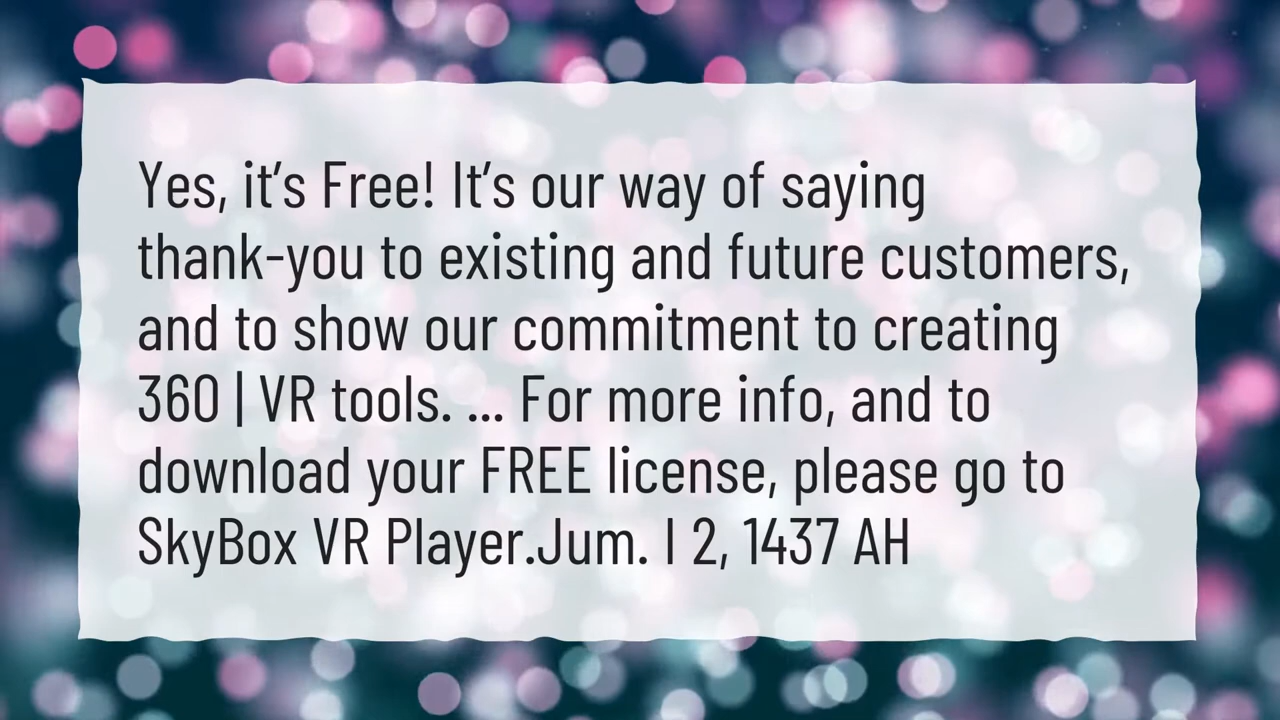 Yes, it’s Free! It’s our way of saying
thank-you to existing and future customers,
and to show our commitment to creating
360 | VR tools. ... For more info, and to
download your FREE license, please go to
SkyBox VR Player.Jum. I 2, 1437 AH